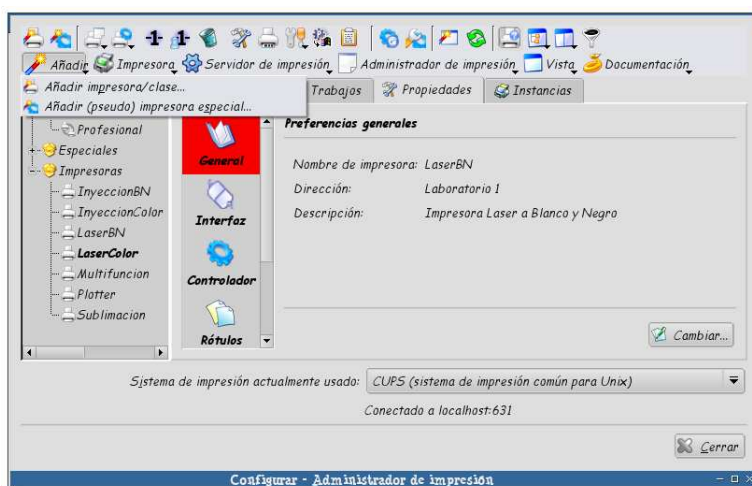 Añadir Impresora Servidor de impresión Administrador de impresión Vista Documentación
Añadir impresora/clase...
Añadir (pseudo) impresora especial...
Trabajos Propiedades Instancias
Profesional
Especiales
Impresoras
InyeccionBN
InyeccionColor
LaserBN
LaserColor
Multifuncion
Plotter
Sublimacion
General
Interfaz
Controlador
Rótulos
Preferencias generales
Nombre de impresora: LaserBN
Dirección: Laboratorio 1
Descripción: Impresora Laser a Blanco y Negro
Cambiar...
Sistema de impresión actualmente usado: CUPS (sistema de impresión común para Unix)
Conectado a localhost:631
Cerrar
Configurar - Administrador de impresión